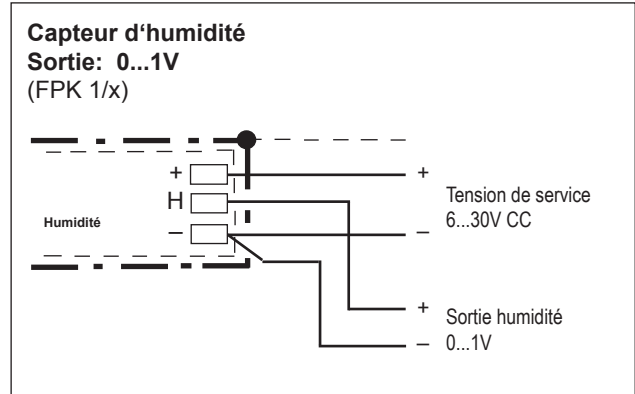 Capteur d‘humidité
Sortie: 0...1V
(FPK 1/x)
+ +
Tension de service
H
6...30V CC
Humidité
– –
+
Sortie humidité
– 0...1V